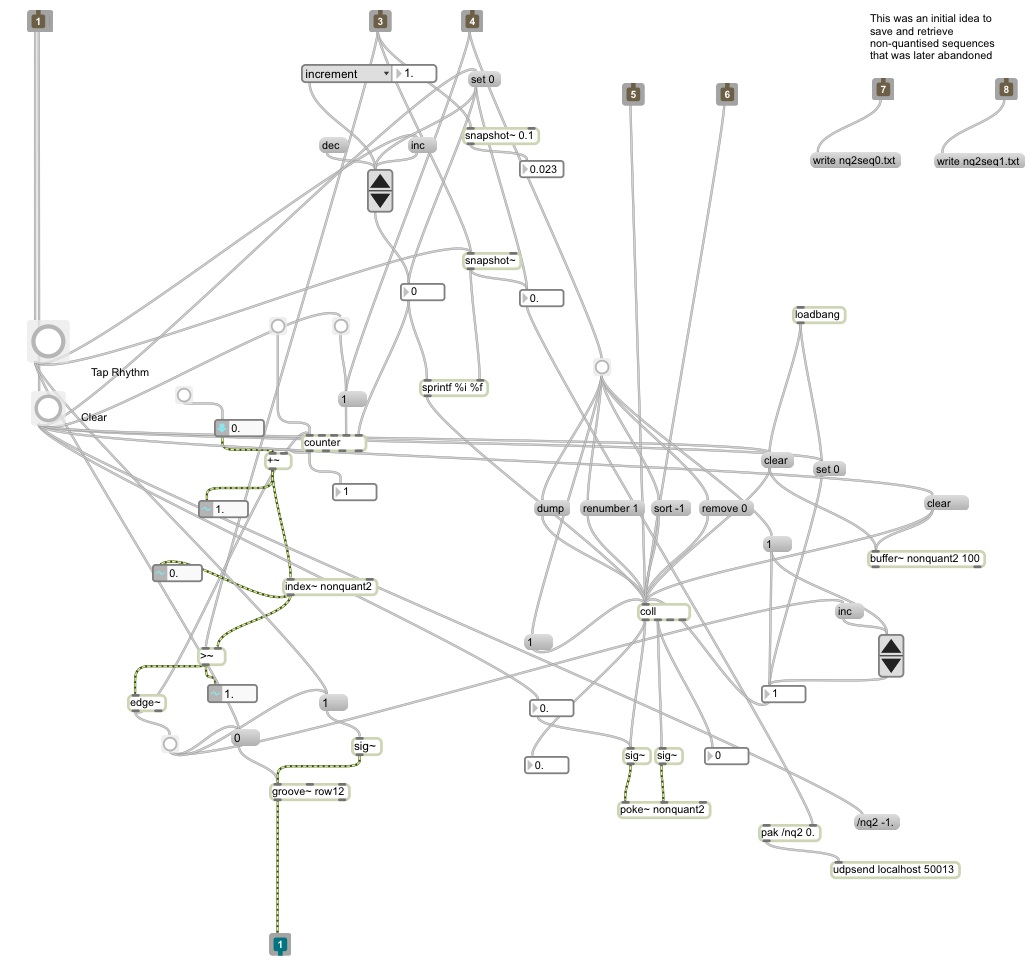 1
3
4
This was an initial idea to
save and retrieve
non-quantised sequences
that was later abandoned
increment
1.
set 0
5
6
7
8
snapshot~ 0.1
dec
inc
write nq2seq0.txt
write nq2seq1.txt
0.023
snapshot~
0
0.
loadbang
Tap Rhythm
sprintf %i %f
1
Clear
0.
counter
+~
clear
set 0
1
clear
1.
dump
renumber 1
sort -1
remove 0
1
buffer~ nonquant2 100
0.
index~ nonquant2
coll
inc
1
>~
1.
1
edge~
1
0.
0
sig~
sig~
sig~
0
0.
groove~ row12
poke~ nonquant2
/nq2 -1.
pak /nq2 0.
udpsend localhost 50013
1